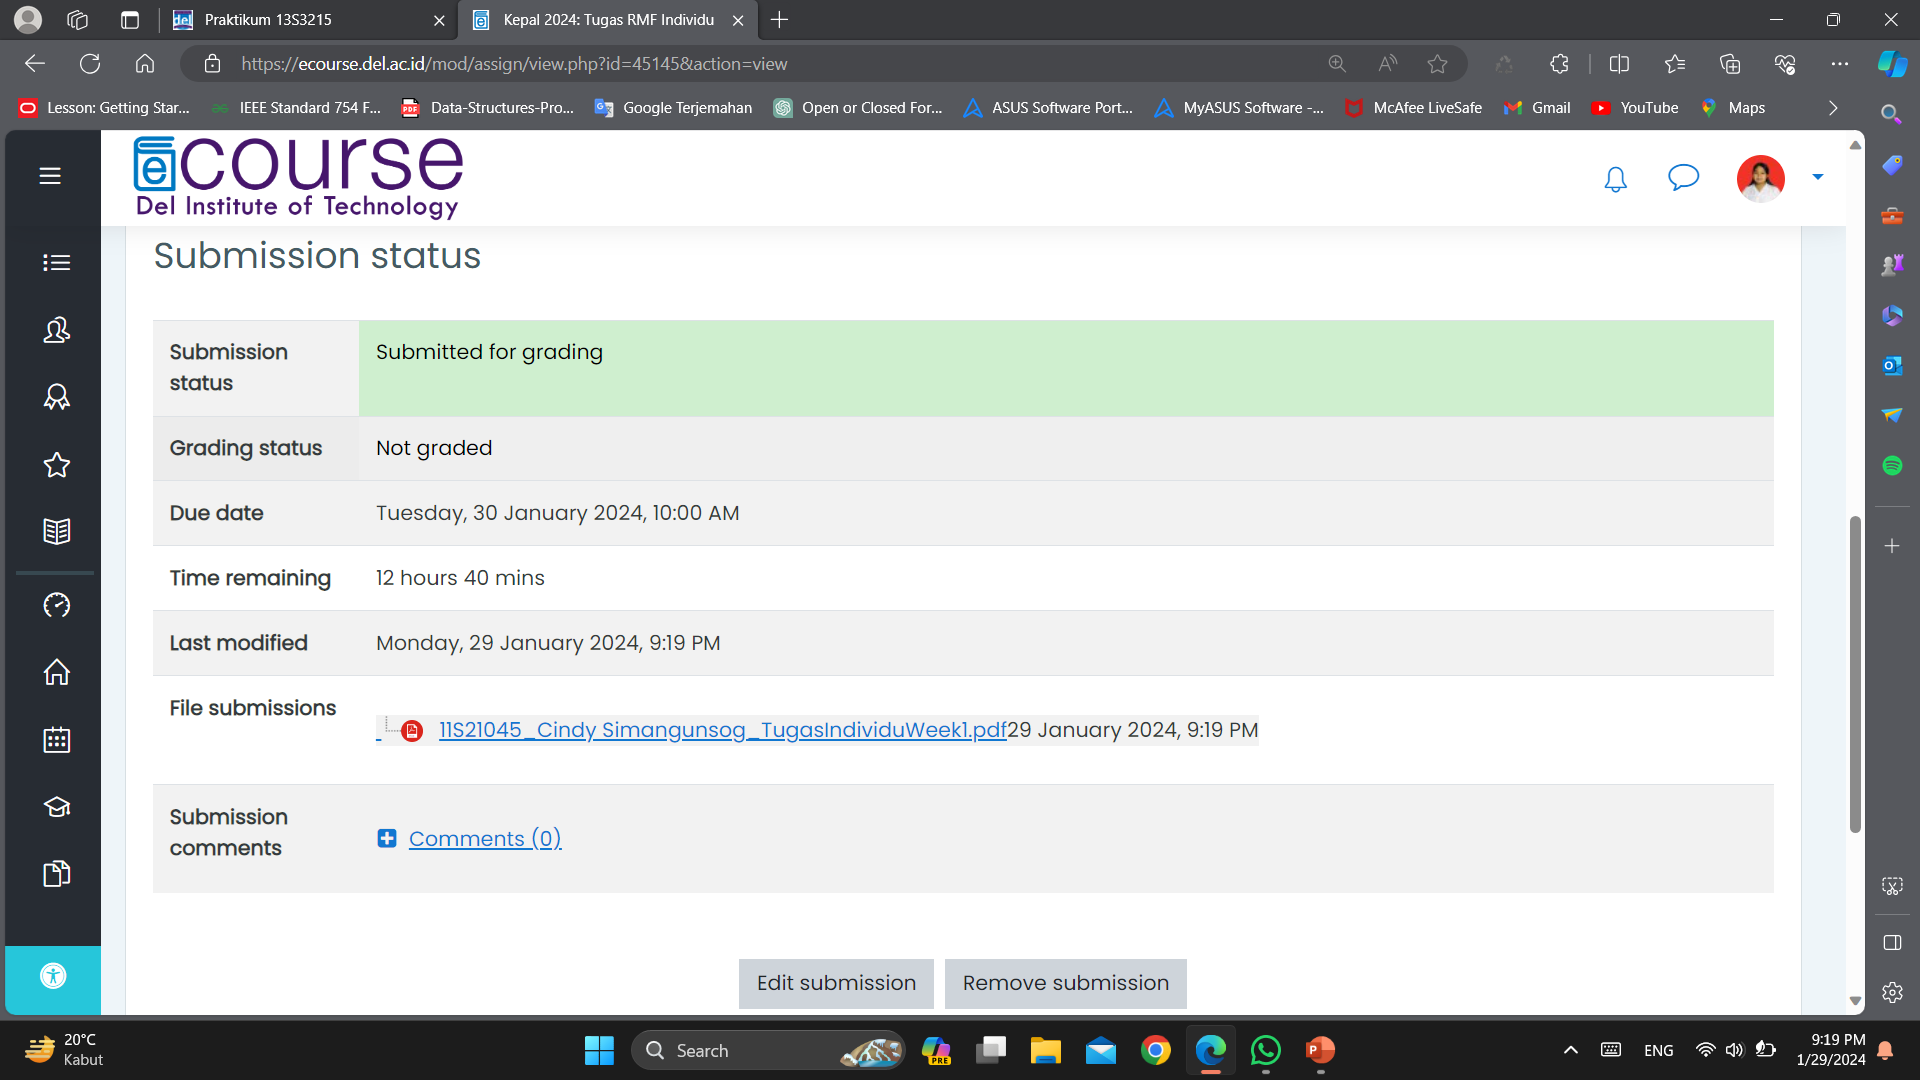 Praktikum 13S3215
Kepal 2024: Tugas RMF Individu
https://ecourse.del.ac.id/mod/assign/view.php?id=45145&action=view
Lesson: Getting Star...
IEEE Standard 754 F...
Data-Structures-Pro...
Google Terjemahan
Open or Closed For...
ASUS Software Port...
MyASUS Software -...
McAfee LiveSafe
Gmail
YouTube
Maps
ecourse
Del Institute of Technology
Submission status
Submission status
Submitted for grading
Grading status
Not graded
Due date
Tuesday, 30 January 2024, 10:00 AM
Time remaining
12 hours 40 mins
Last modified
Monday, 29 January 2024, 9:19 PM
File submissions
11S21045_Cindy Simangunsog_TugasIndividuWeek1.pdf29 January 2024, 9:19 PM
Submission comments
Comments (0)
Edit submission
Remove submission
20°C
Kabut
Search
PRE
ENG
9:19 PM
1/29/2024